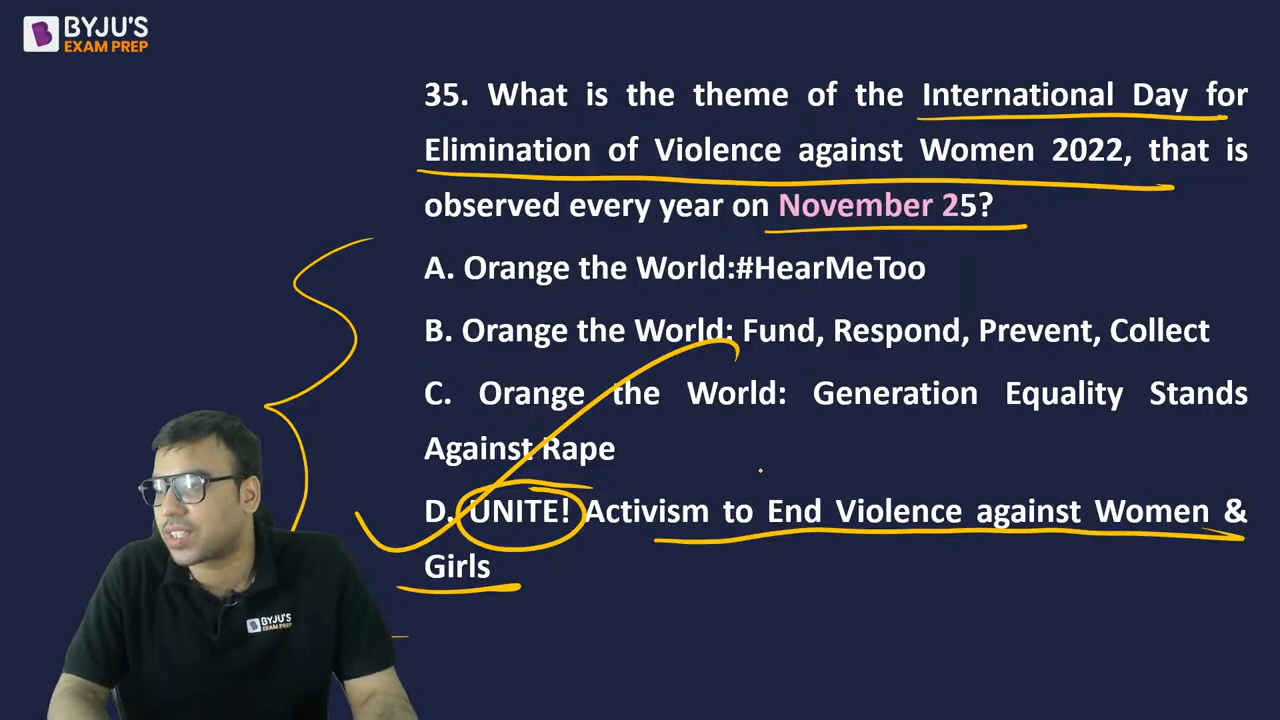 BYJU'S
EXAM PREP
35. What is the theme of the International Day for
Elimination of Violence against Women 2022, that is
observed every year on November 25?
A. Orange the World:#HearMeToo
B. Orange the World: Fund, Respond, Prevent, Collect
C. Orange the World: Generation Equality Stands
Against Rape
D. UNITE! Activism to End Violence against Women &
Girls
BYJU'S
EXAM PREP